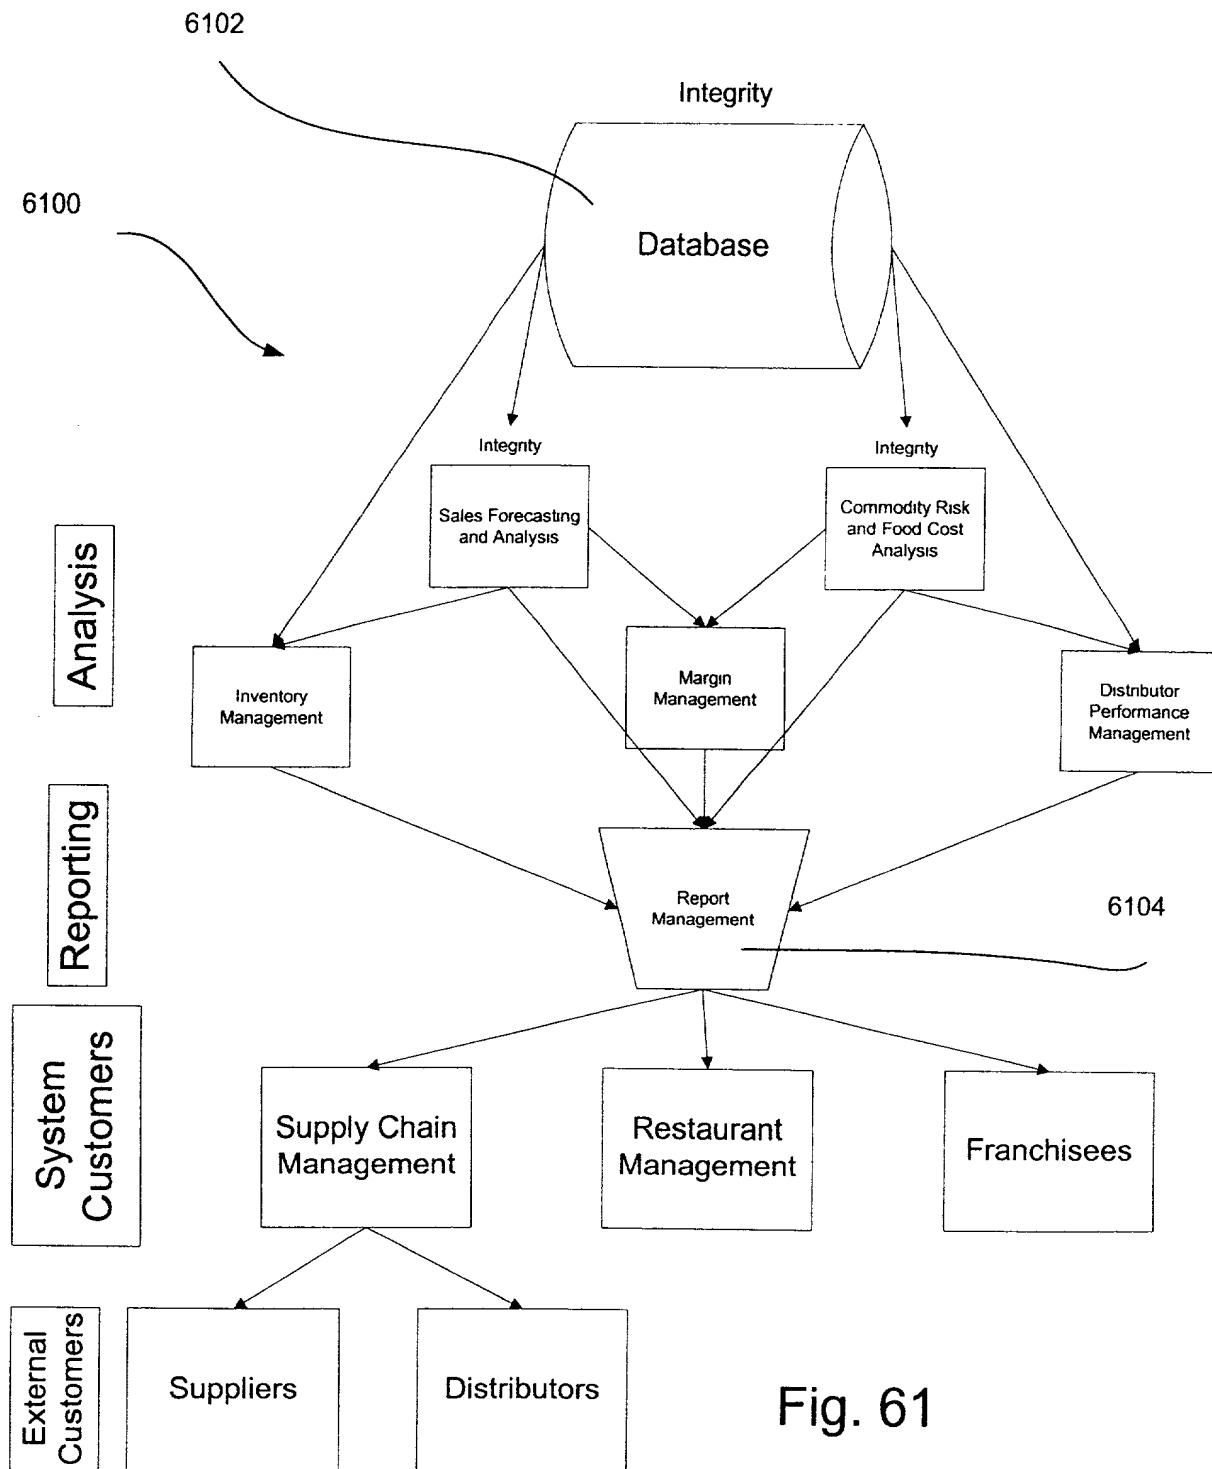 6102
Integrity
6100
Database
Integrity
Integrity
Sales Forecasting
and Analysis
Commodity Risk
and Food Cost
Analysis
Analysis
Inventory
Management
Margin
Management
Distributor
Performance
Management
Reporting
Report
Management
6104
System
Customers
Supply Chain
Management
Restaurant
Management
Franchisees
External
Customers
Suppliers
Distributors
Fig. 61